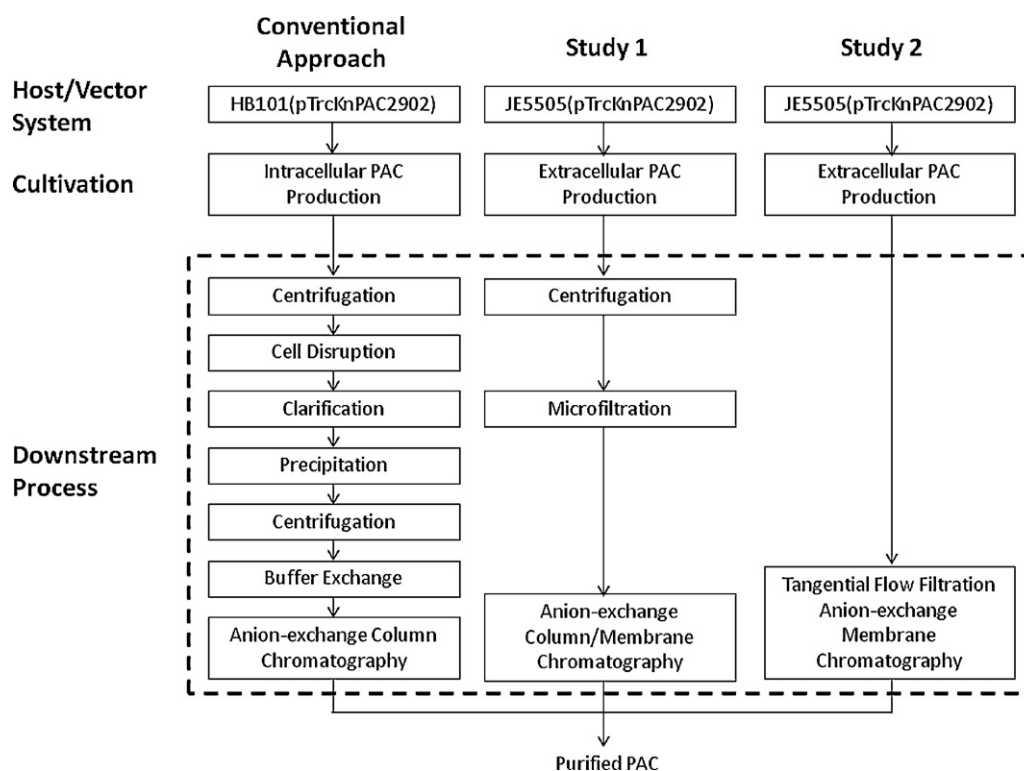 Conventional
Approach
Study 1
Study 2
Host/Vector
System
HB101(pTrcKnPAC2902)
JE5505(pTrcKnPAC2902)
JE5505(pTrcKnPAC2902)
Cultivation
Intracellular PAC
Production
Extracellular PAC
Production
Extracellular PAC
Production
Downstream
Process
Centrifugation
Cell Disruption
Clarification
Precipitation
Centrifugation
Buffer Exchange
Anion-exchange Column
Chromatography
Centrifugation
Microfiltration
Anion-exchange
Column/Membrane
Chromatography
Tangential Flow Filtration
Anion-exchange
Membrane
Chromatography
Purified PAC